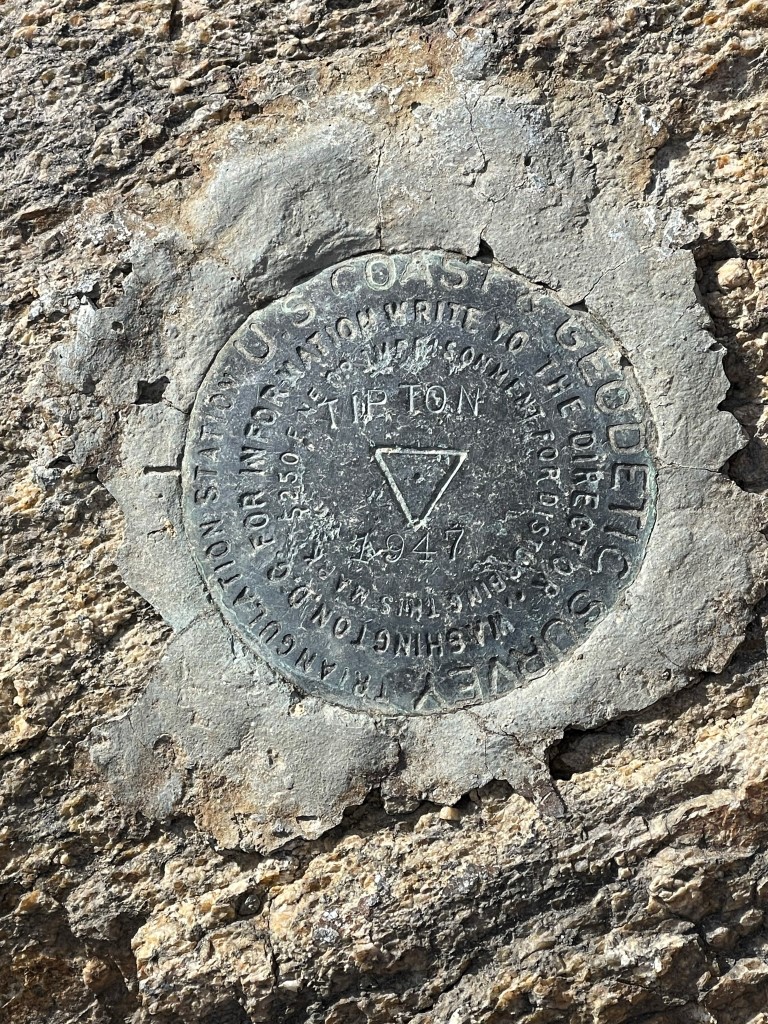 U S COAST & GEODETIC SURVEY
TRIANGULATION STATION
FOR INFORMATION WRITE TO THE DIRECTOR, WASHINGTON, D.C.
$250 FINE OR IMPRISONMENT FOR DISTURBING THIS MARK
TIPTON
1947